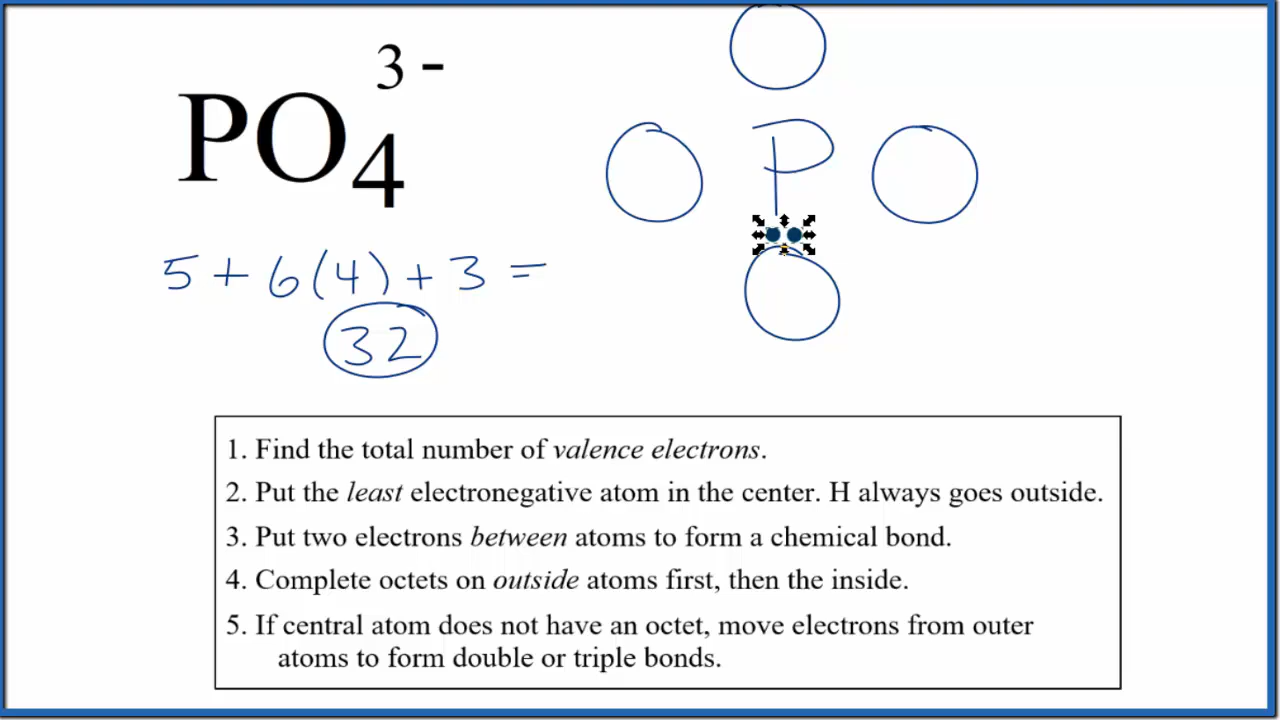 PO₄³⁻
5 + 6(4) + 3 =
32
O
O P O
O
1. Find the total number of valence electrons.
2. Put the least electronegative atom in the center. H always goes outside.
3. Put two electrons between atoms to form a chemical bond.
4. Complete octets on outside atoms first, then the inside.
5. If central atom does not have an octet, move electrons from outer
atoms to form double or triple bonds.